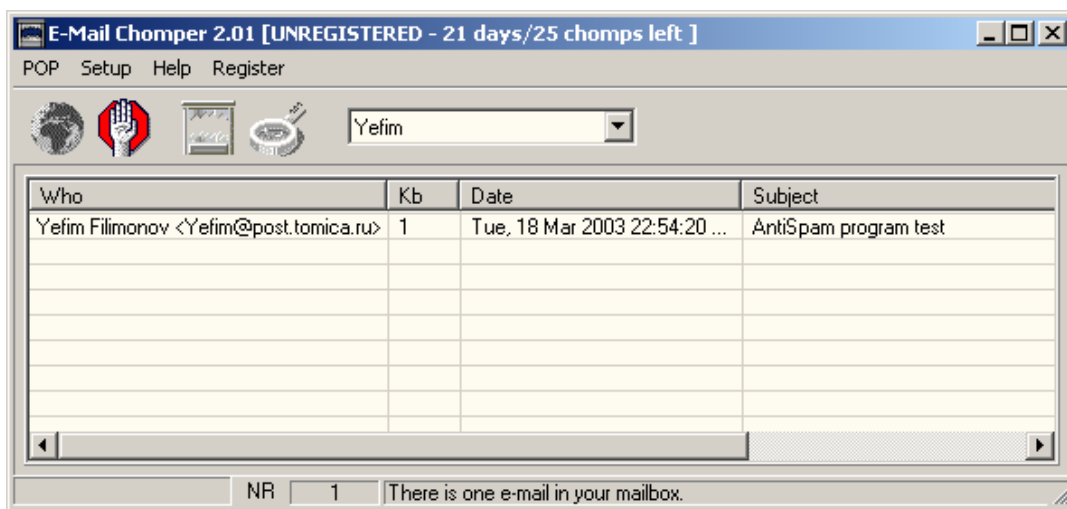 E-Mail Chomper 2.01 [UNREGISTERED - 21 days/25 chomps left ]
POP Setup Help Register
Yefim
Who Kb Date Subject
Yefim Filimonov <Yefim@post.tomica.ru> 1 Tue, 18 Mar 2003 22:54:20 ... AntiSpam program test
NR 1 There is one e-mail in your mailbox.